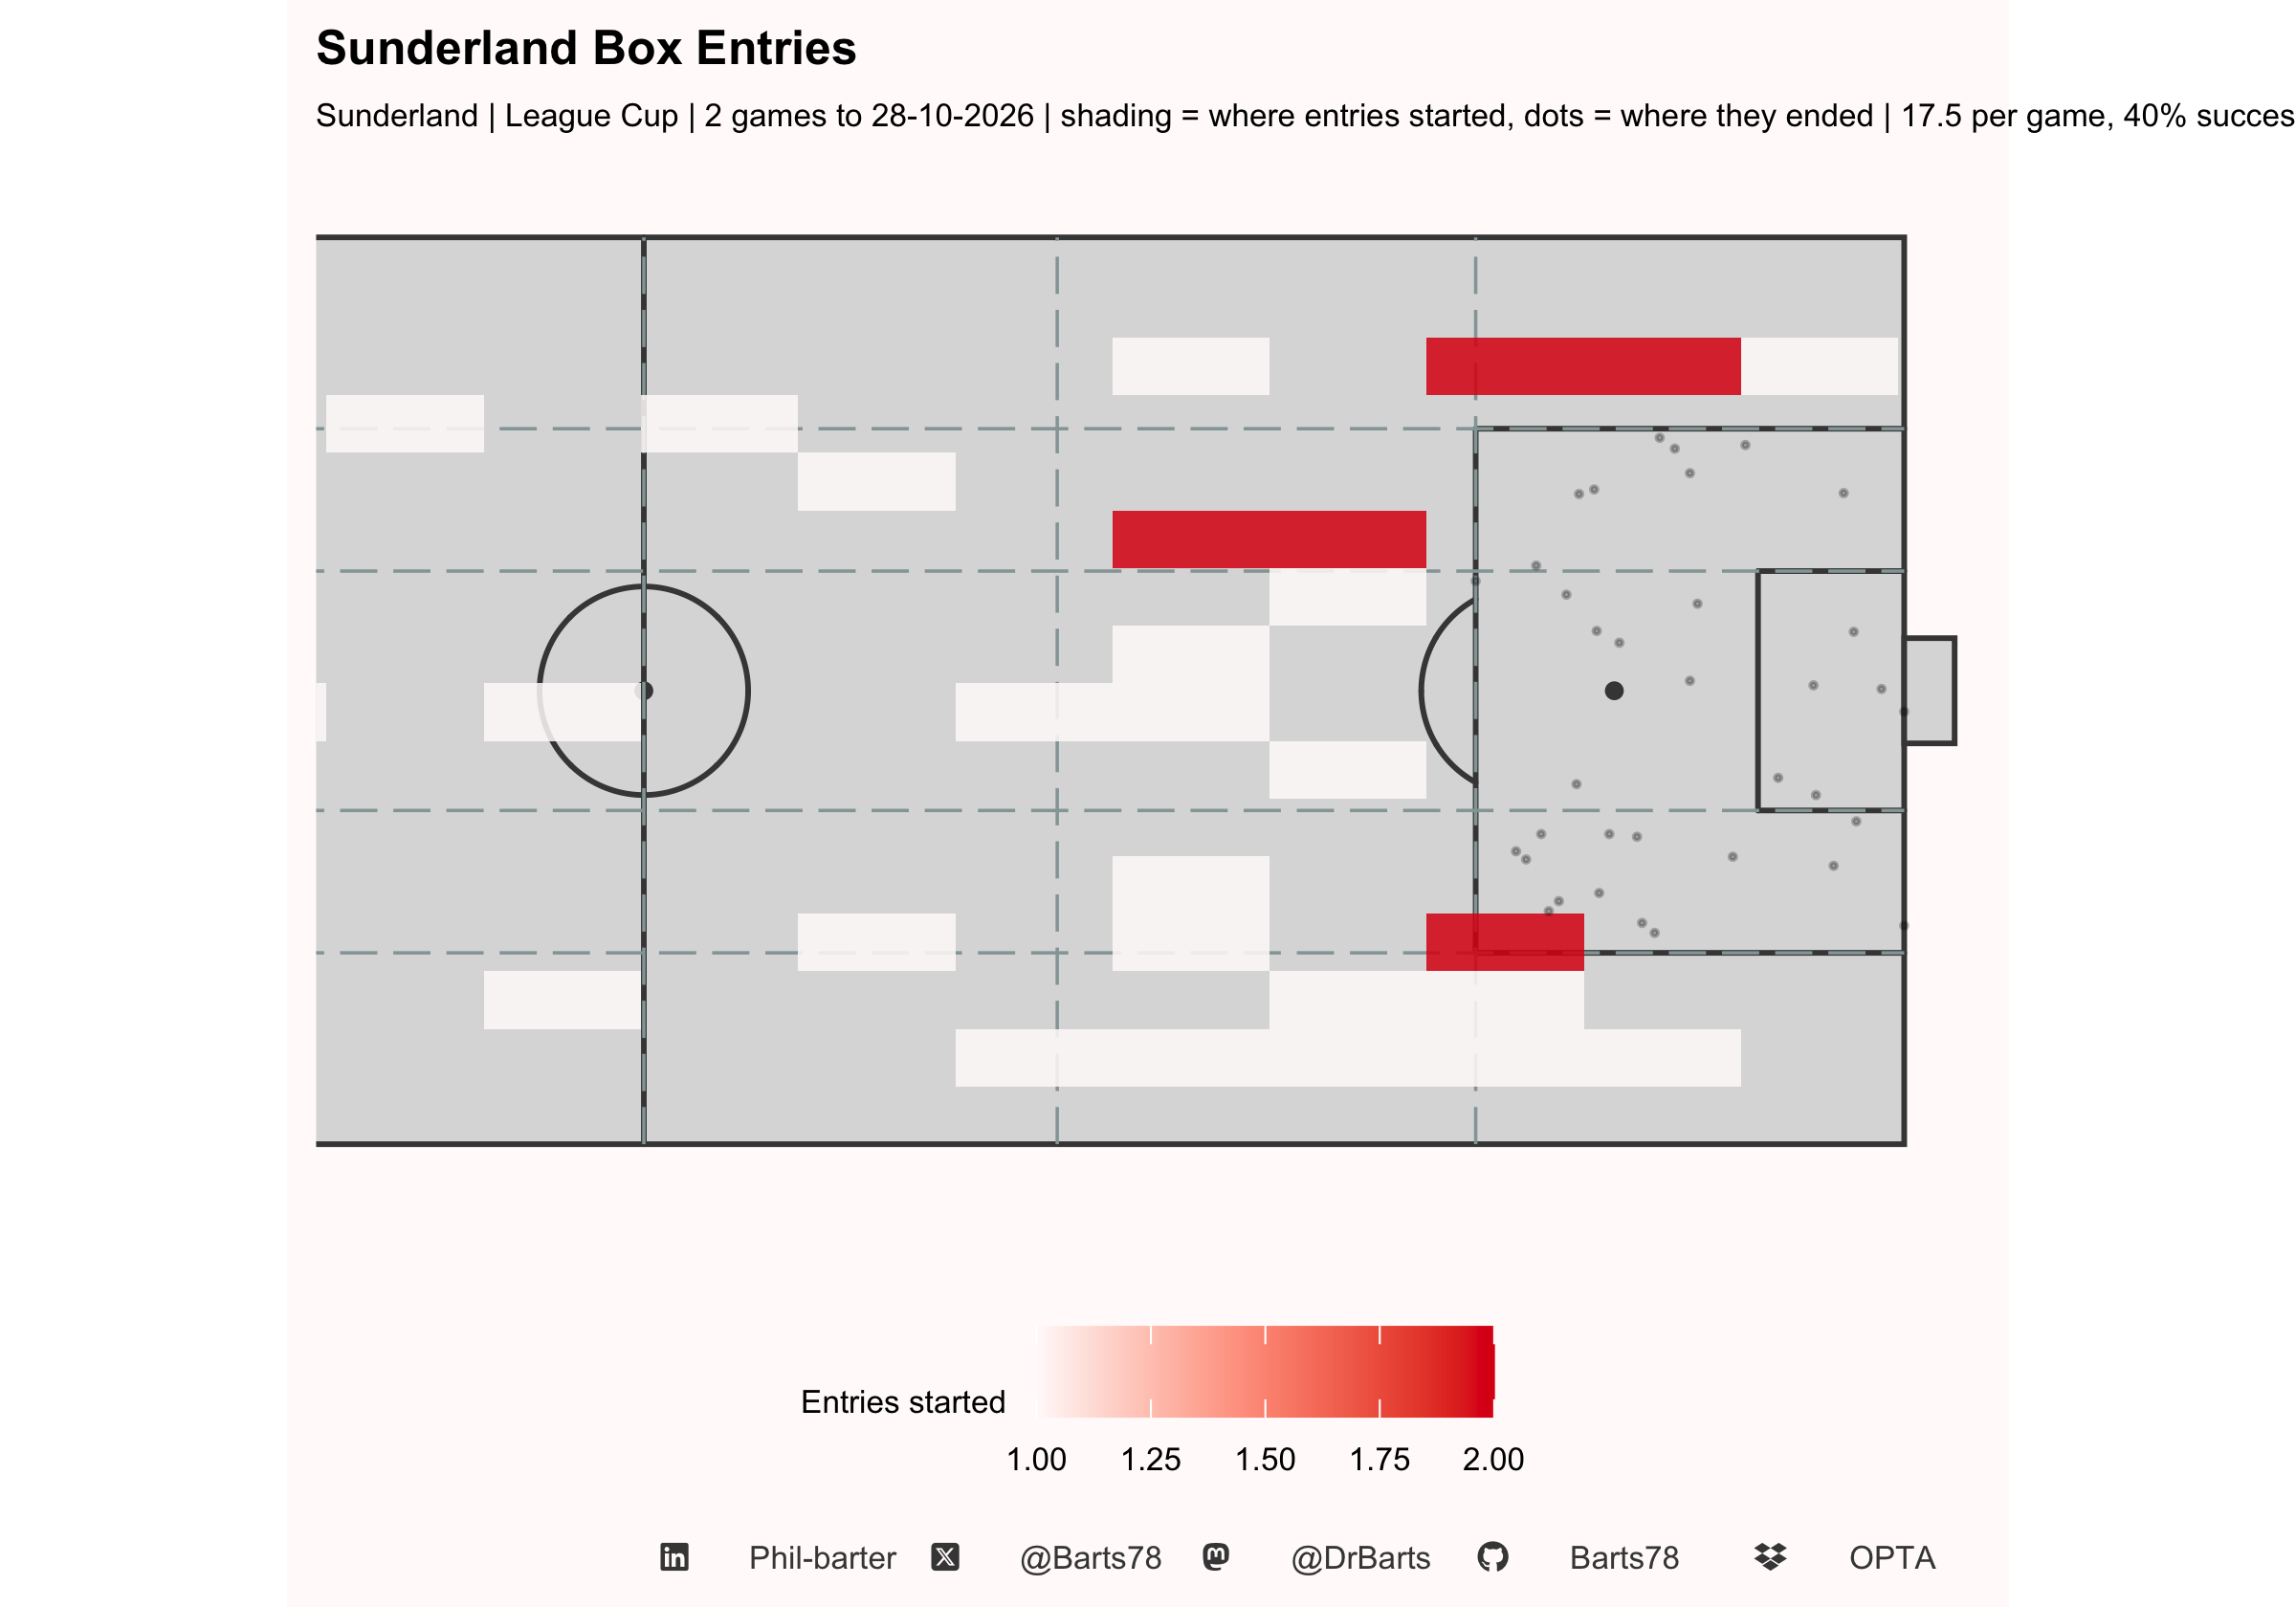 Sunderland Box Entries
Sunderland | League Cup | 2 games to 28-10-2026 | shading = where entries started, dots = where they ended | 17.5 per game, 40% succes
Entries started
1.00 1.25 1.50 1.75 2.00
Phil-barter @Barts78 @DrBarts Barts78 OPTA